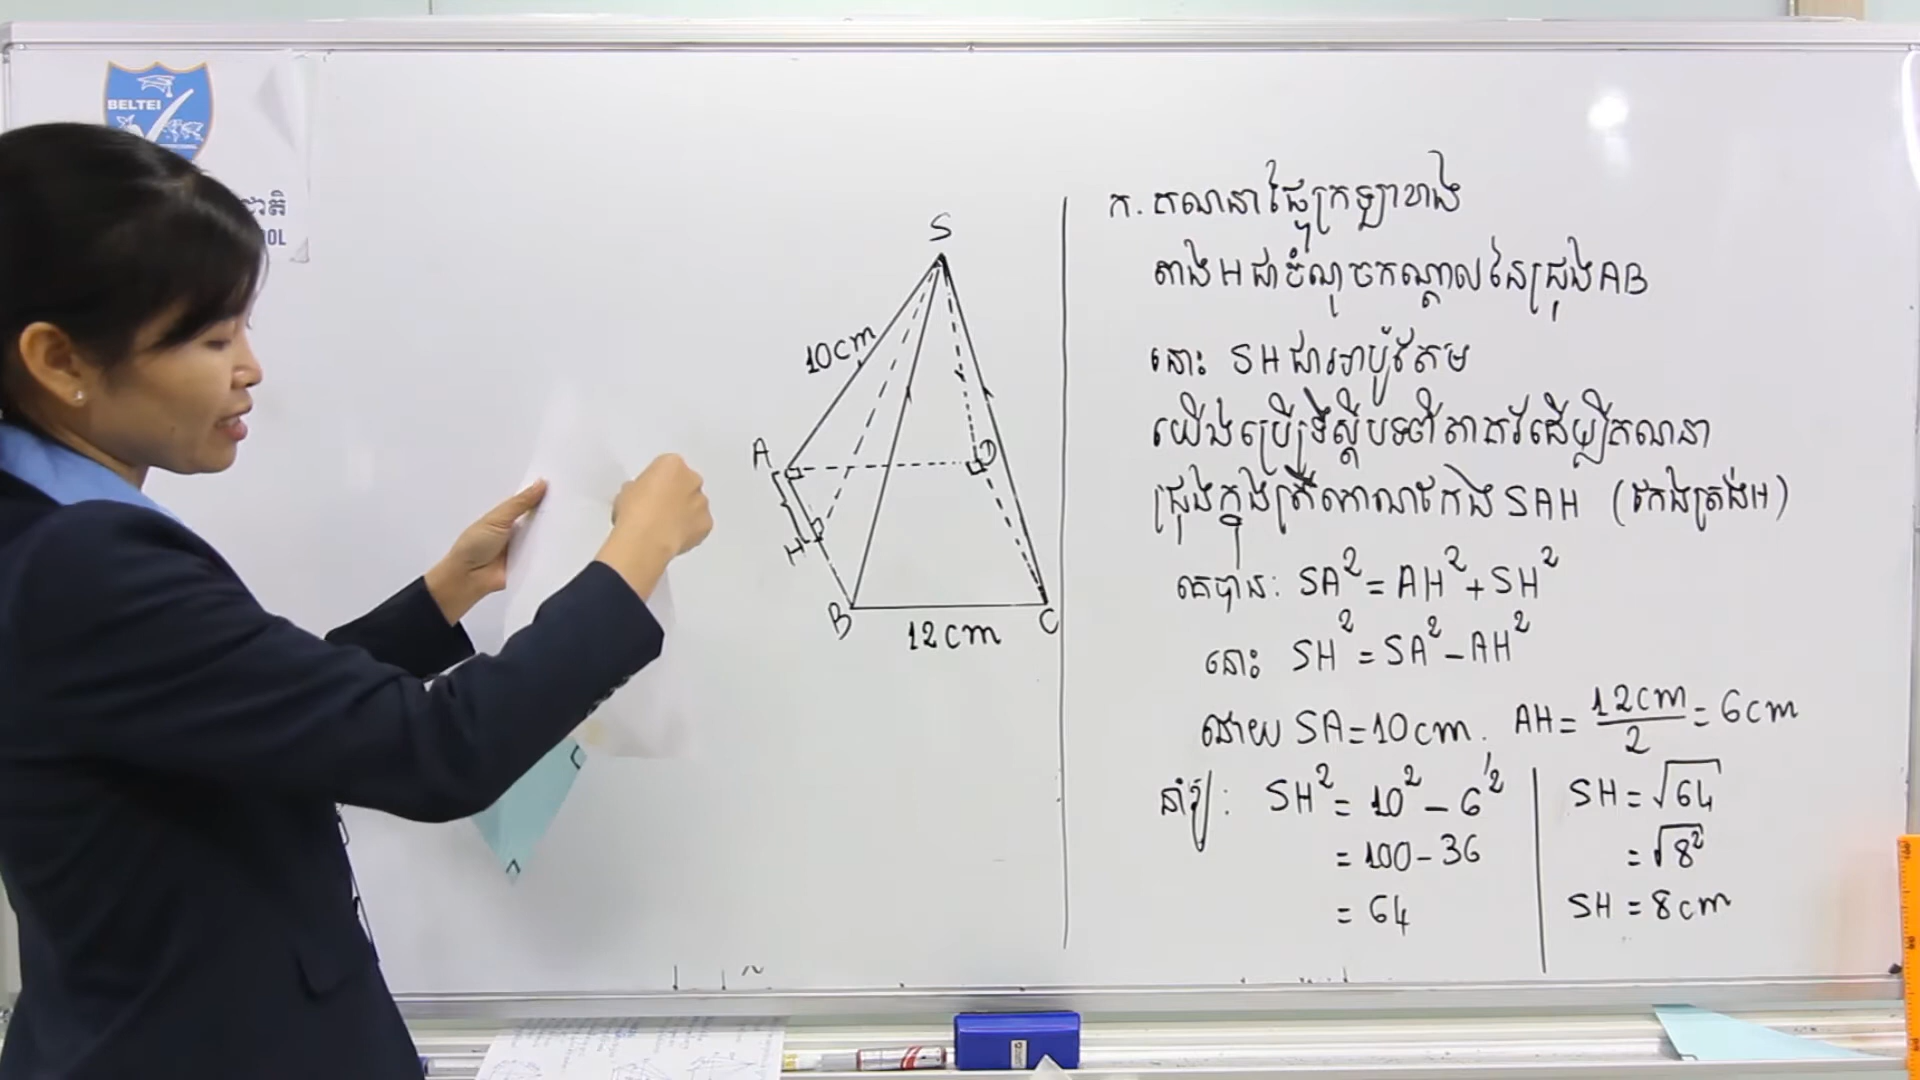 BELTEI
ជាតិ
OL
S
10cm
A
D
H
B
C
12cm
ក. គណនាផ្ទៃក្រឡាខាង
តាង H ជាចំណុចកណ្តាលនៃជ្រុង AB
នោះ SH ជាអាប៉ូតែម
យើងប្រើទ្រឹស្តីបទពីតាគ័រដើម្បីគណនា
ជ្រុងក្នុងត្រីកោណកែង SAH (កែងត្រង់ H)
គេបាន: SA² = AH² + SH²
នោះ SH² = SA² - AH²
ដោយ SA = 10cm, AH = 12cm/2 = 6cm
នាំឱ្យ: SH² = 10² - 6²
= 100 - 36
= 64
SH = √64
= √8²
SH = 8cm